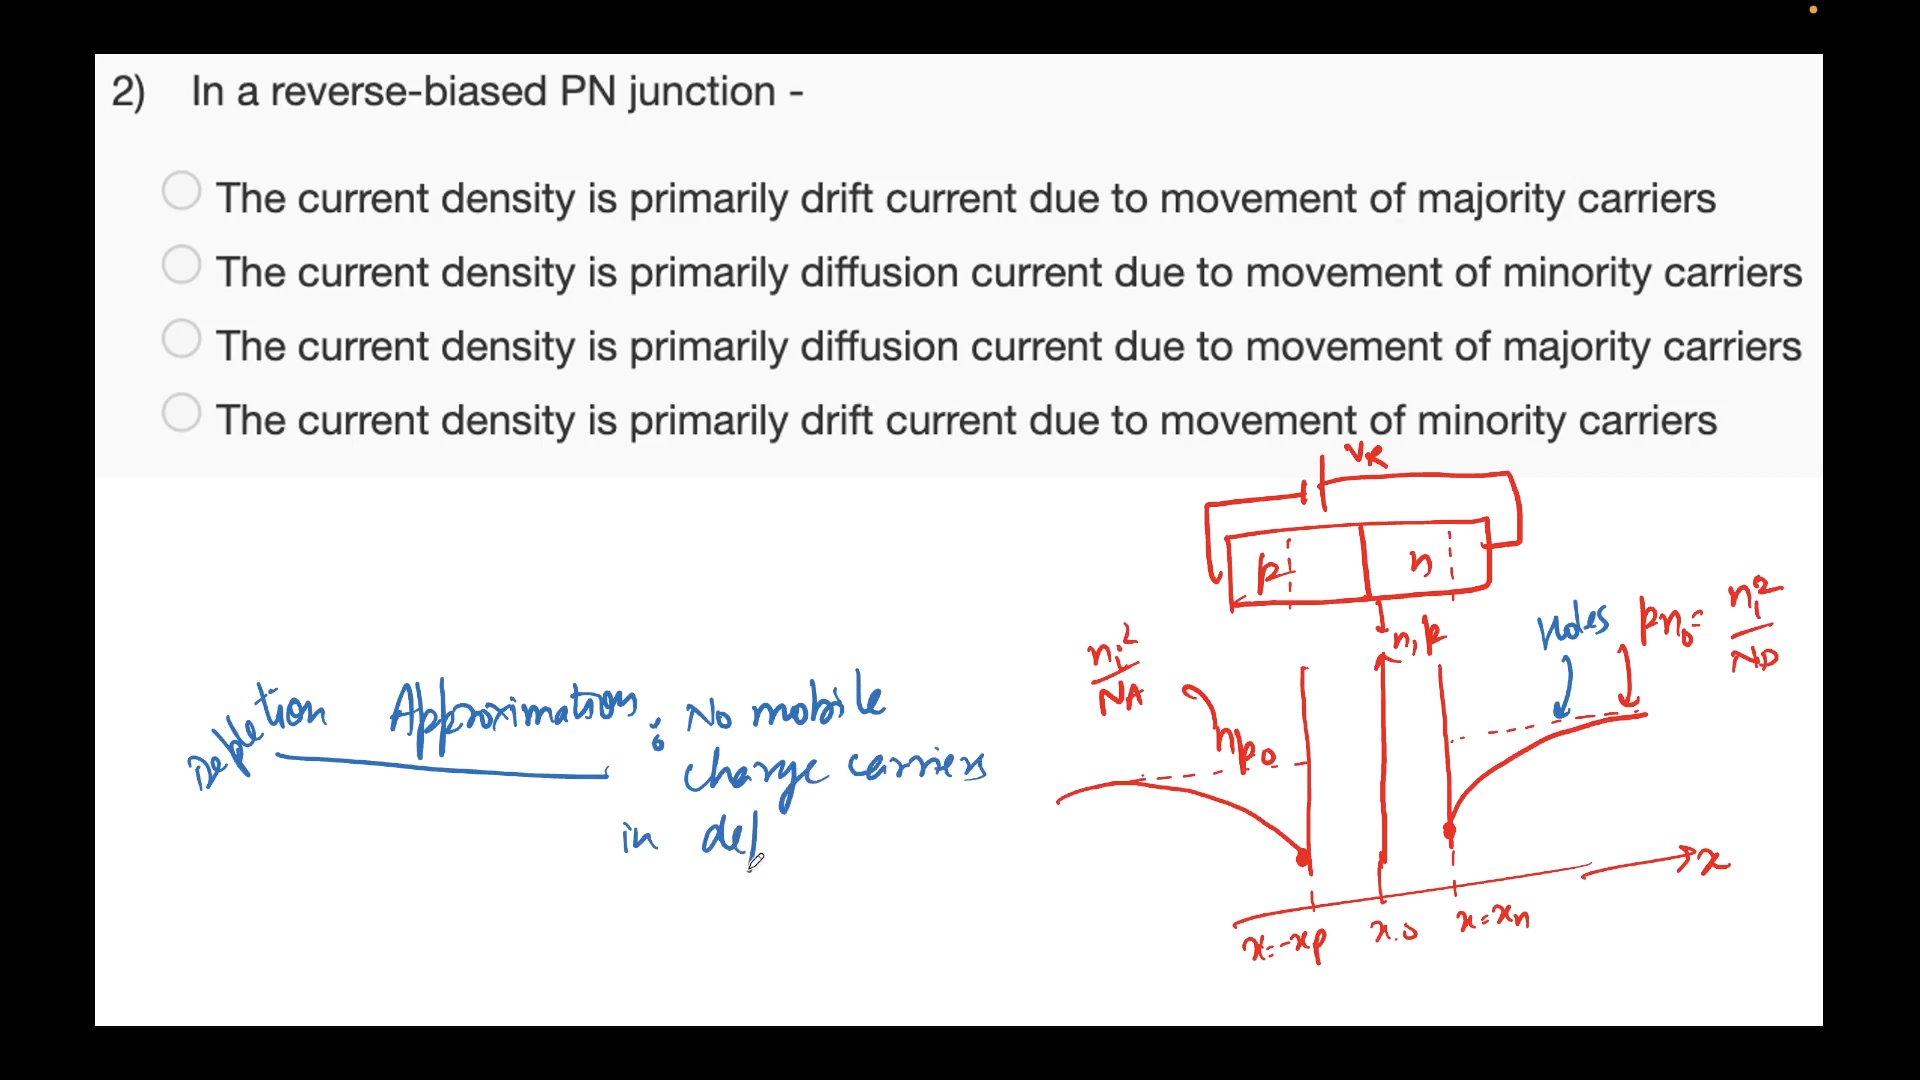 2) In a reverse-biased PN junction -
The current density is primarily drift current due to movement of majority carriers
The current density is primarily diffusion current due to movement of minority carriers
The current density is primarily diffusion current due to movement of majority carriers
The current density is primarily drift current due to movement of minority carriers
VR
p n
n, p
Holes pn₀ = nᵢ²/ND
nᵢ²/NA
np₀
Depletion Approximation : No mobile
charge carriers
in del
x
x=-xp x=0 x=xn